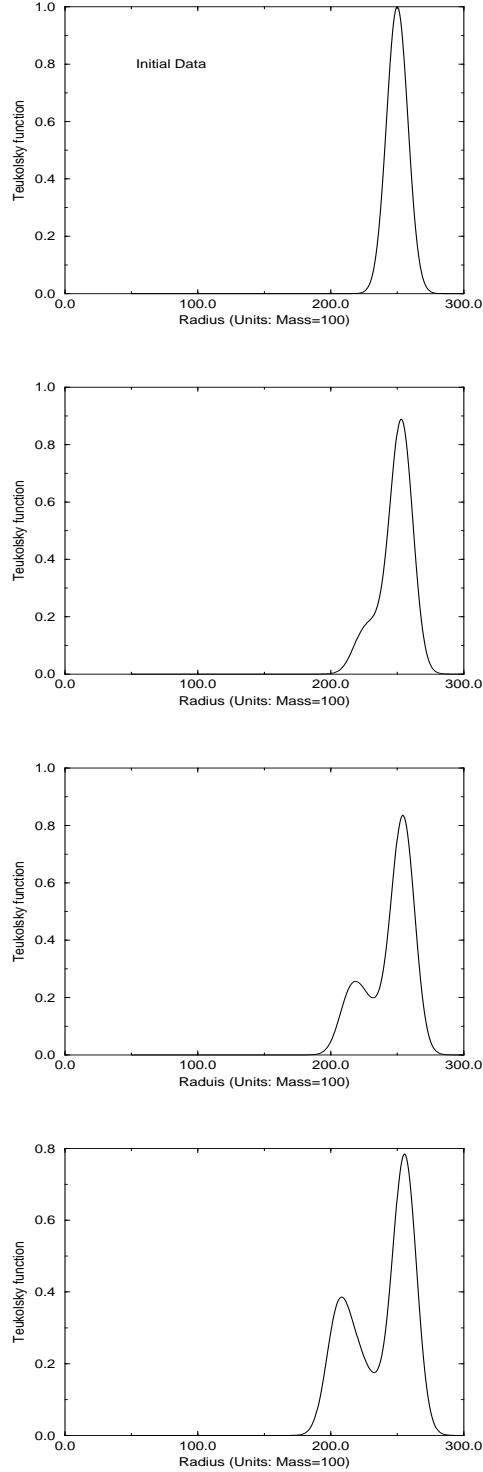 1.0
0.8
0.6
0.4
0.2
0.0
Teukolsky function
Initial Data
0.0 100.0 200.0 300.0
Radius (Units: Mass=100)
1.0
0.8
0.6
0.4
0.2
0.0
Teukolsky function
0.0 100.0 200.0 300.0
Radius (Units: Mass=100)
1.0
0.8
0.6
0.4
0.2
0.0
Teukolsky function
0.0 100.0 200.0 300.0
Raduis (Units: Mass=100)
0.8
0.6
0.4
0.2
0.0
Teukolsky function
0.0 100.0 200.0 300.0
Radius (Units: Mass=100)